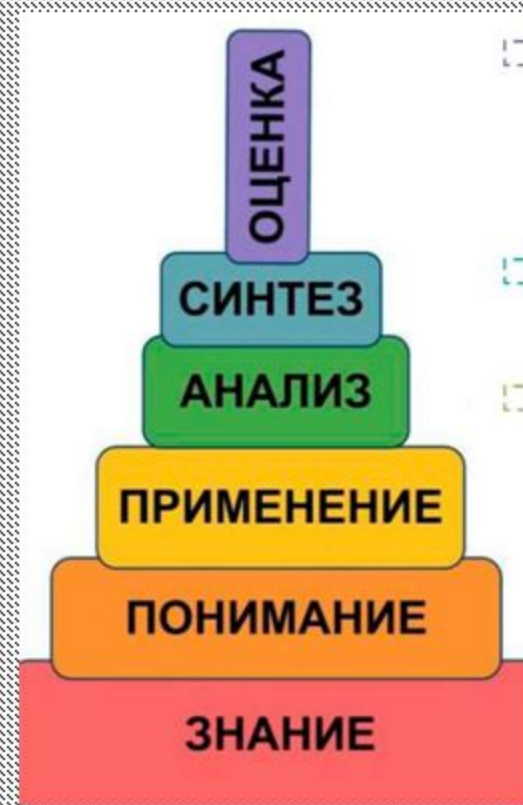 ОЦЕНКА
СИНТЕЗ
АНАЛИЗ
ПРИМЕНЕНИЕ
ПОНИМАНИЕ
ЗНАНИЕ